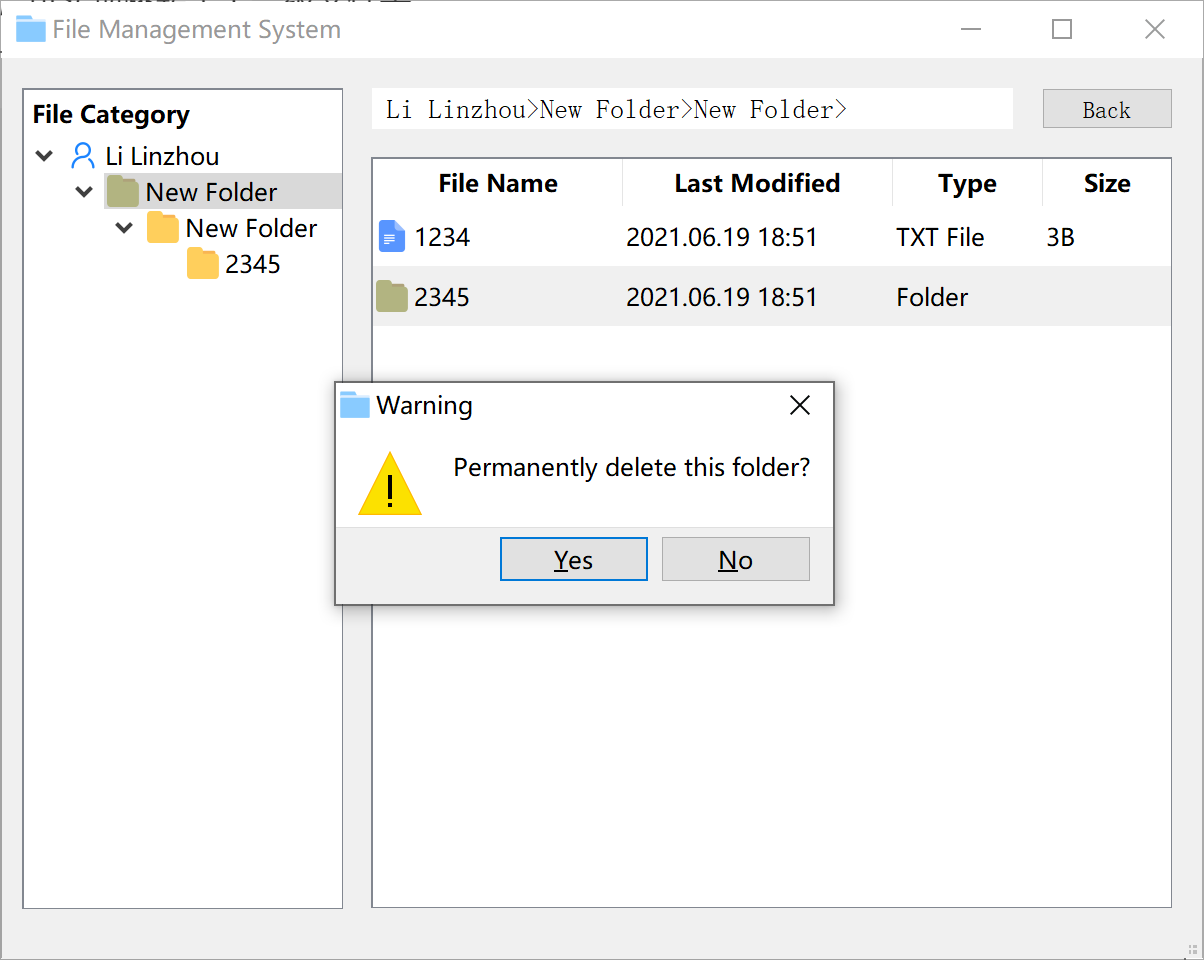 File Management System
File Category
Li Linzhou
New Folder
New Folder
2345
Li Linzhou>New Folder>New Folder>
Back
File Name Last Modified Type Size
1234 2021.06.19 18:51 TXT File 3B
2345 2021.06.19 18:51 Folder
Warning
Permanently delete this folder?
Yes No